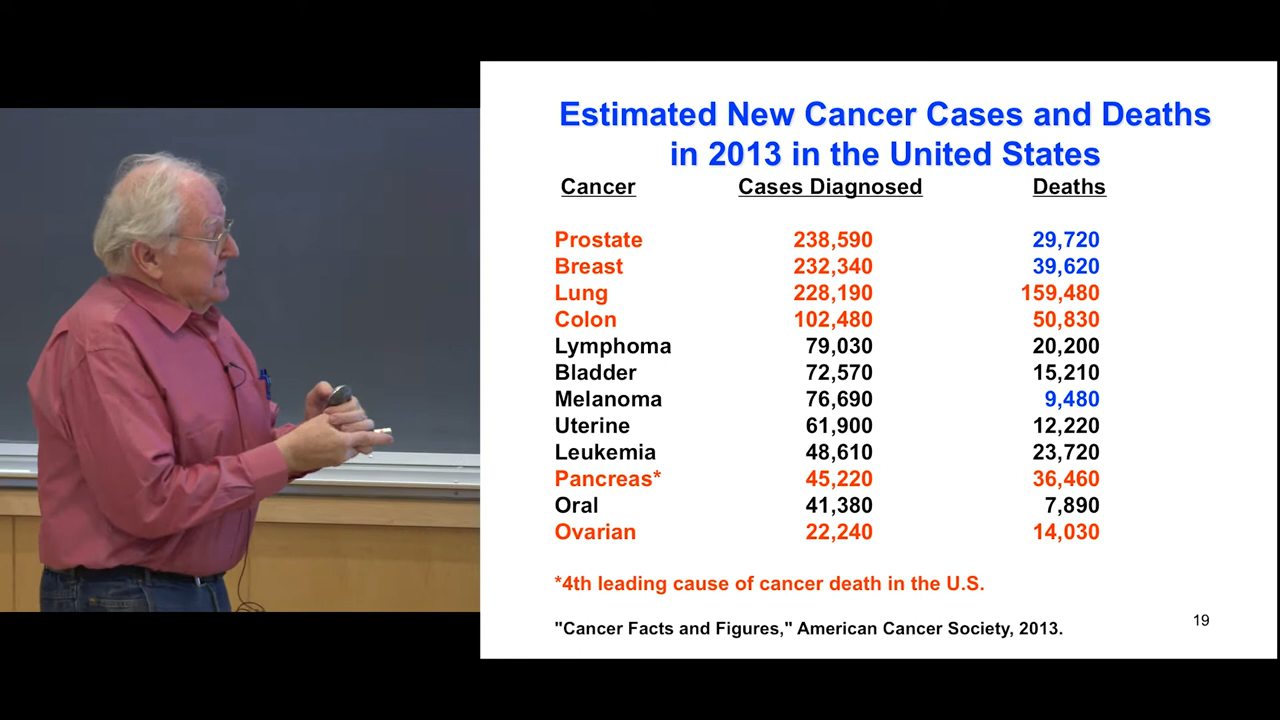 Estimated New Cancer Cases and Deaths
in 2013 in the United States
Cancer Cases Diagnosed Deaths
Prostate 238,590 29,720
Breast 232,340 39,620
Lung 228,190 159,480
Colon 102,480 50,830
Lymphoma 79,030 20,200
Bladder 72,570 15,210
Melanoma 76,690 9,480
Uterine 61,900 12,220
Leukemia 48,610 23,720
Pancreas* 45,220 36,460
Oral 41,380 7,890
Ovarian 22,240 14,030
*4th leading cause of cancer death in the U.S.
"Cancer Facts and Figures," American Cancer Society, 2013.
19